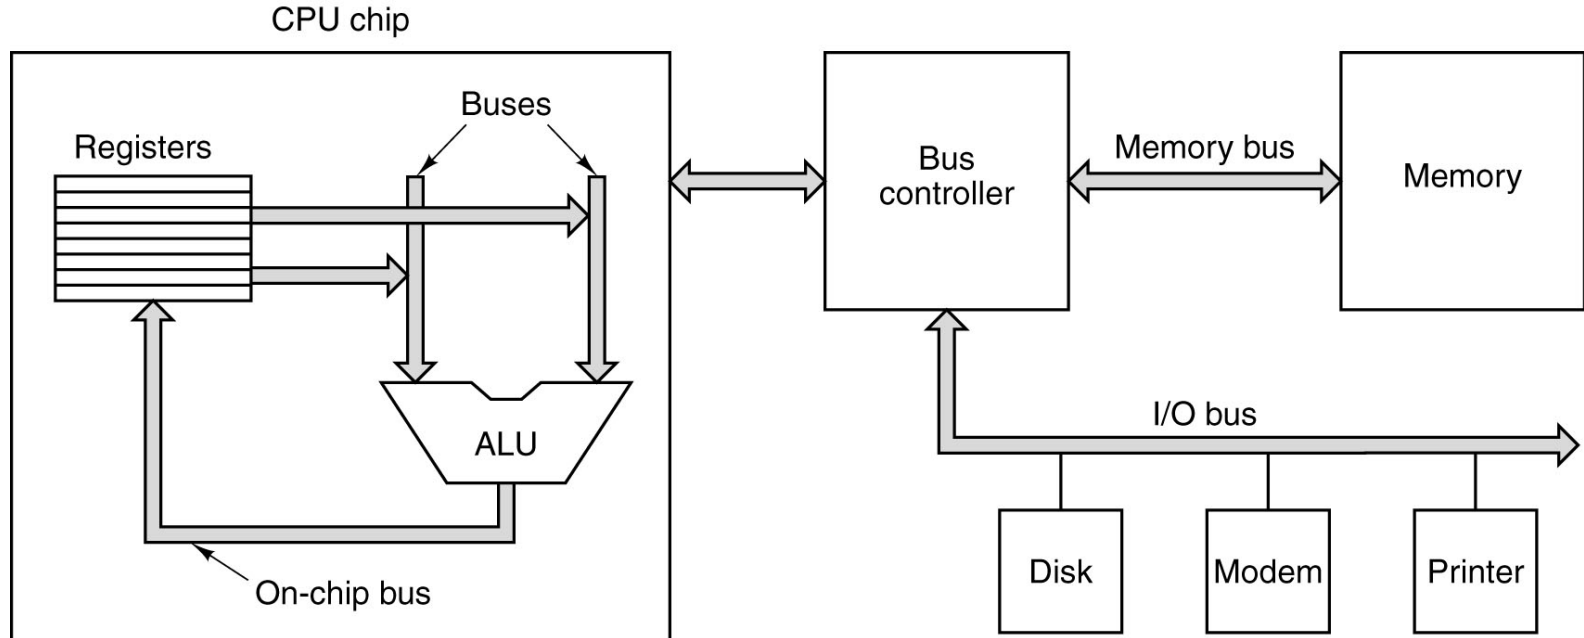 CPU chip
Buses
Registers
Bus
controller
Memory bus
Memory
ALU
I/O bus
On-chip bus
Disk
Modem
Printer